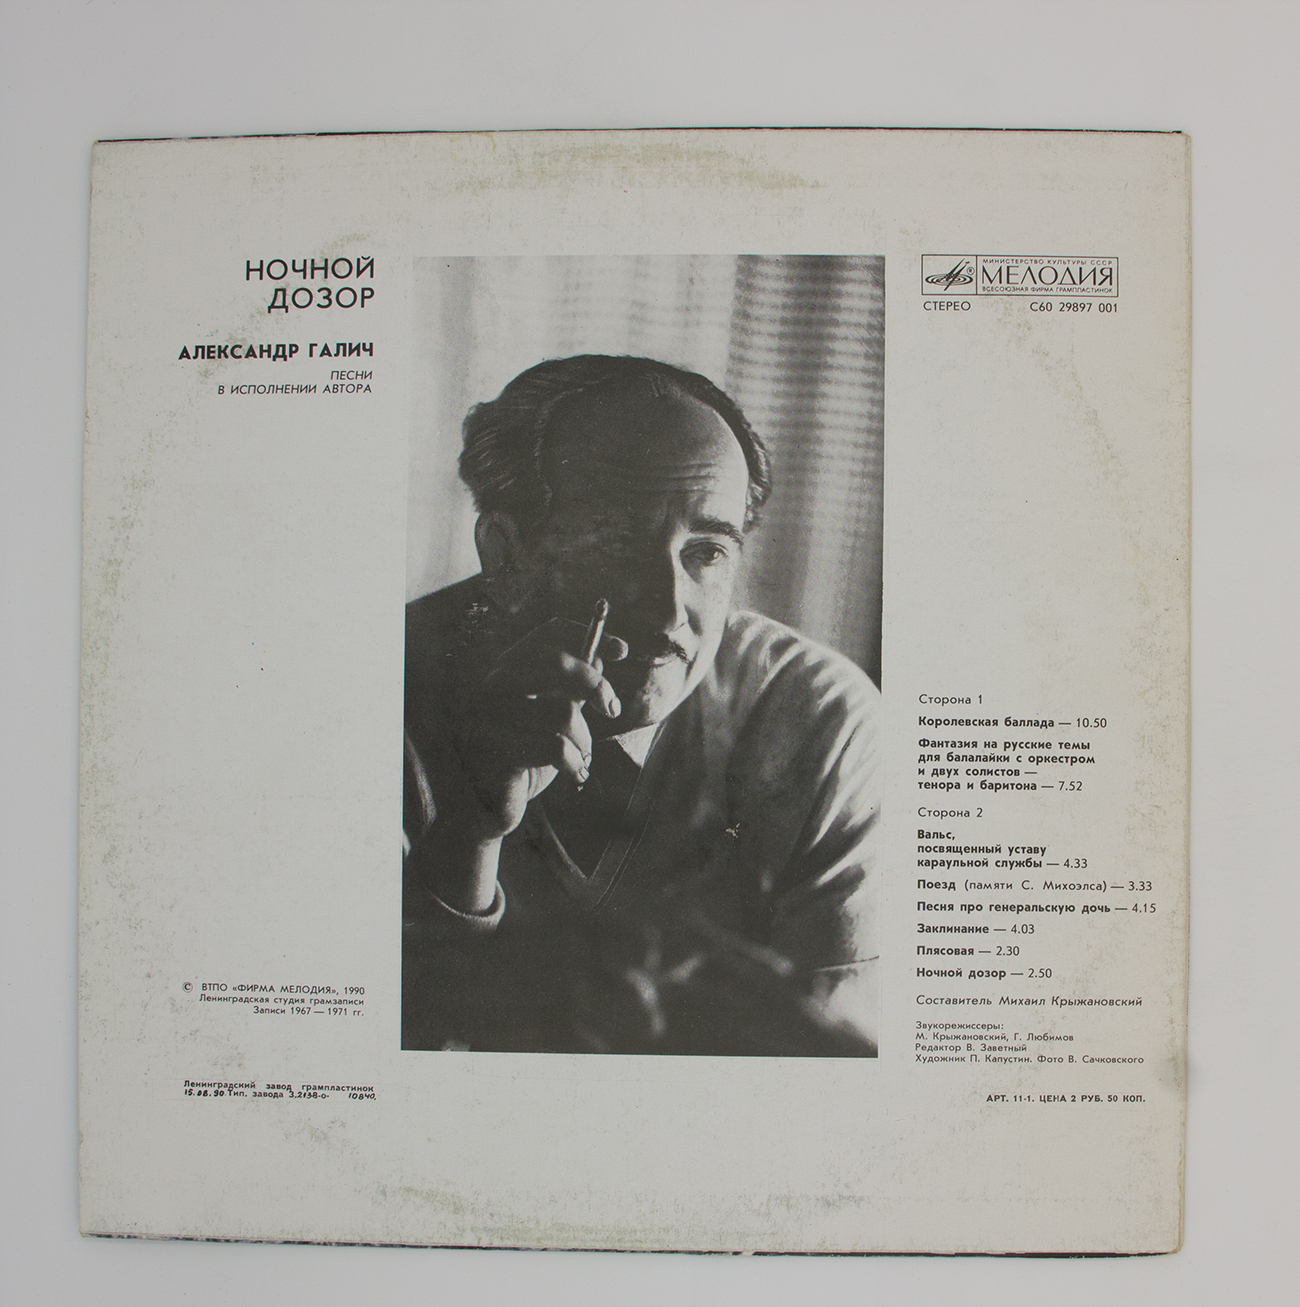 НОЧНОЙ
ДОЗОР
АЛЕКСАНДР ГАЛИЧ
ПЕСНИ
В ИСПОЛНЕНИИ АВТОРА
МИНИСТЕРСТВО КУЛЬТУРЫ СССР
МЕЛОДИЯ
ВСЕСОЮЗНАЯ ФИРМА ГРАМПЛАСТИНОК
СТЕРЕО С60 29897 001
Сторона 1
Королевская баллада — 10.50
Фантазия на русские темы
для балалайки с оркестром
и двух солистов —
тенора и баритона — 7.52
Сторона 2
Вальс,
посвященный уставу
караульной службы — 4.33
Поезд (памяти С. Михоэлса) — 3.33
Песня про генеральскую дочь — 4.15
Заклинание — 4.03
Плясовая — 2.30
Ночной дозор — 2.50
Составитель Михаил Крыжановский
Звукорежиссеры:
М. Крыжановский, Г. Любимов
Редактор В. Заветный
Художник П. Капустин. Фото В. Сачковского
АРТ. 11-1. ЦЕНА 2 РУБ. 50 КОП.
© ВТПО «ФИРМА МЕЛОДИЯ», 1990
Ленинградская студия грамзаписи
Записи 1967 — 1971 гг.
Ленинградский завод грампластинок
15.08.90 Тип. завода З.2138-о- 10840.